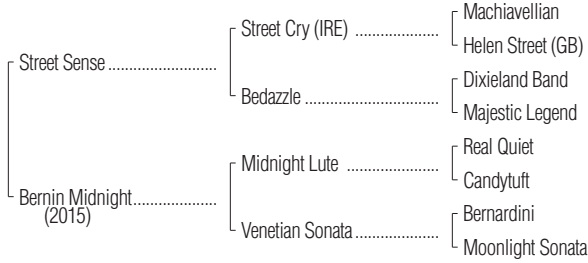 Machiavellian
Street Cry (IRE) ....................
Helen Street (GB)
Street Sense ..........................
Dixieland Band
Bedazzle ................................
Majestic Legend
Real Quiet
Midnight Lute ......................
Candytuft
Bernin Midnight....................
(2015)
Bernardini
Venetian Sonata....................
Moonlight Sonata